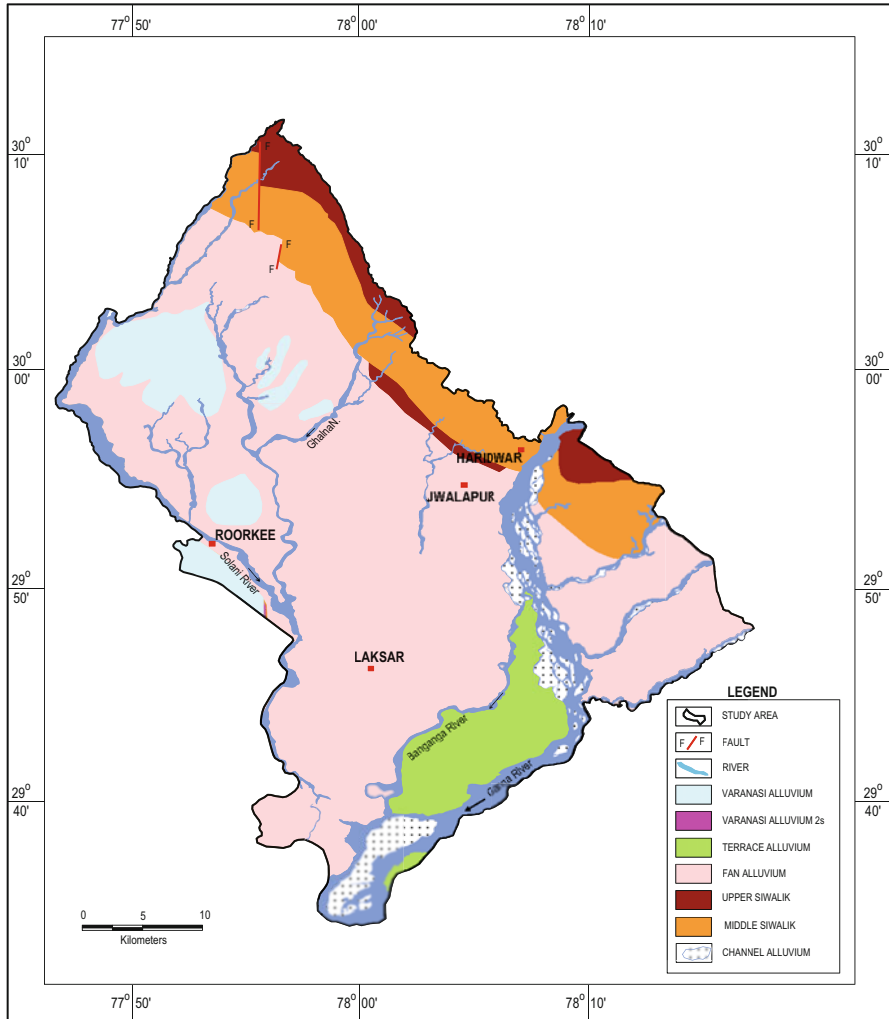 77° 50' 78° 00' 78° 10'
30° 10' 30° 10'
F
F
F
F
30° 00' 30° 00'
GhalnaN.
HARIDWAR
JWALAPUR
ROORKEE
Solani River
29° 50' 29° 50'
LAKSAR
Banganga River
Ganga River
29° 40' 29° 40'
LEGEND
STUDY AREA
F F FAULT
RIVER
VARANASI ALLUVIUM
VARANASI ALLUVIUM 2s
TERRACE ALLUVIUM
FAN ALLUVIUM
UPPER SIWALIK
MIDDLE SIWALIK
CHANNEL ALLUVIUM
0 5 10
Kilometers
77° 50' 78° 00' 78° 10'